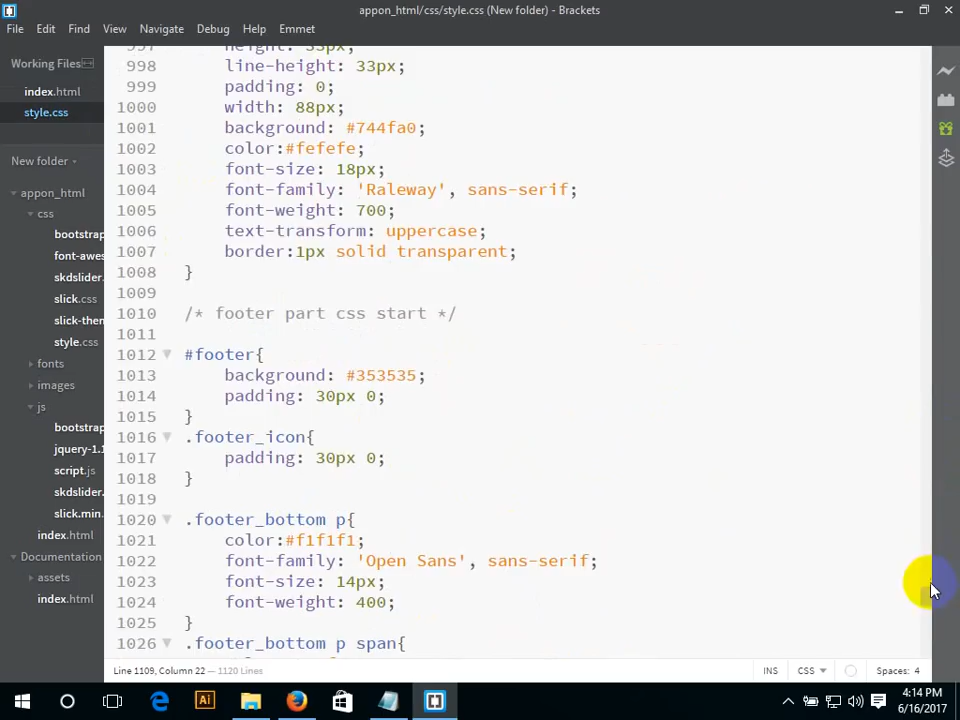 appon_html/css/style.css (New folder) - Brackets
File Edit Find View Navigate Debug Help Emmet
Working Files
index.html
style.css
New folder
appon_html
css
bootstrap
font-awes
skdslider.
slick.css
slick-then
style.css
fonts
images
js
bootstrap
jquery-1.1
script.js
skdslider.
slick.min.
index.html
Documentation
assets
index.html
997 height: 33px;
998 line-height: 33px;
999 padding: 0;
1000 width: 88px;
1001 background: #744fa0;
1002 color:#fefefe;
1003 font-size: 18px;
1004 font-family: 'Raleway', sans-serif;
1005 font-weight: 700;
1006 text-transform: uppercase;
1007 border:1px solid transparent;
1008 }
1009
1010 /* footer part css start */
1011
1012 #footer{
1013 background: #353535;
1014 padding: 30px 0;
1015 }
1016 .footer_icon{
1017 padding: 30px 0;
1018 }
1019
1020 .footer_bottom p{
1021 color:#f1f1f1;
1022 font-family: 'Open Sans', sans-serif;
1023 font-size: 14px;
1024 font-weight: 400;
1025 }
1026 .footer_bottom p span{
Line 1109, Column 22 — 1120 Lines
INS CSS Spaces: 4
4:14 PM
6/16/2017